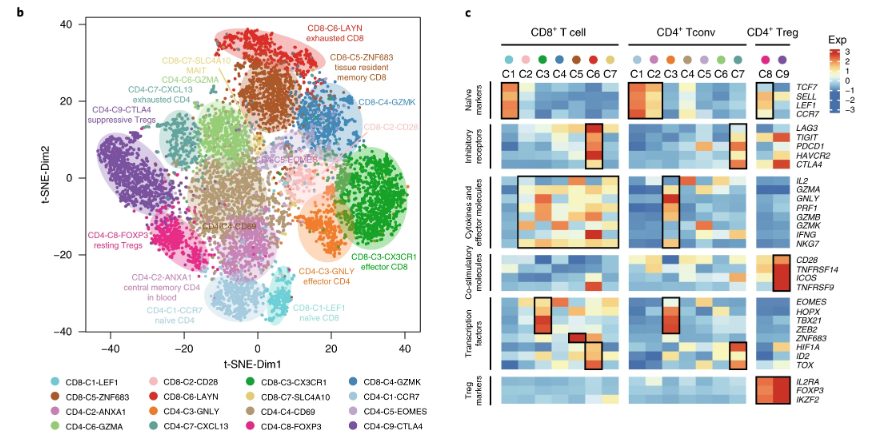 b
40
20
0
−20
−40
t-SNE-Dim2
−40
−20
0
20
40
t-SNE-Dim1
CD8-C6-LAYN
exhausted CD8
CD8-C7-SLC4A10
MAIT
CD8-C5-ZNF683
tissue resident
memory CD8
CD4-C6-GZMA
CD4-C7-CXCL13
exhausted CD4
CD8-C4-GZMK
CD4-C9-CTLA4
suppressive Tregs
CD8-C2-CD28
CD4-C5-EOMES
CD4-C4-CD69
CD4-C8-FOXP3
resting Tregs
CD8-C3-CX3CR1
effector CD8
CD4-C3-GNLY
effector CD4
CD4-C2-ANXA1
central memory CD4
in blood
CD4-C1-CCR7
naïve CD4
CD8-C1-LEF1
naïve CD8
CD8-C1-LEF1 CD8-C2-CD28 CD8-C3-CX3CR1 CD8-C4-GZMK
CD8-C5-ZNF683 CD8-C6-LAYN CD8-C7-SLC4A10 CD4-C1-CCR7
CD4-C2-ANXA1 CD4-C3-GNLY CD4-C4-CD69 CD4-C5-EOMES
CD4-C6-GZMA CD4-C7-CXCL13 CD4-C8-FOXP3 CD4-C9-CTLA4
c
CD8⁺ T cell CD4⁺ Tconv CD4⁺ Treg
C1 C2 C3 C4 C5 C6 C7 C1 C2 C3 C4 C5 C6 C7 C8 C9
Exp
3
2
1
0
−1
−2
−3
Naïve
markers
TCF7
SELL
LEF1
CCR7
Inhibitory
receptors
LAG3
TIGIT
PDCD1
HAVCR2
CTLA4
Cytokines and
effector molecules
IL2
GZMA
GNLY
PRF1
GZMB
GZMK
IFNG
NKG7
Co-stimulatory
molecules
CD28
TNFRSF14
ICOS
TNFRSF9
Transcription
factors
EOMES
HOPX
TBX21
ZEB2
ZNF683
HIF1A
ID2
TOX
Treg
markers
IL2RA
FOXP3
IKZF2